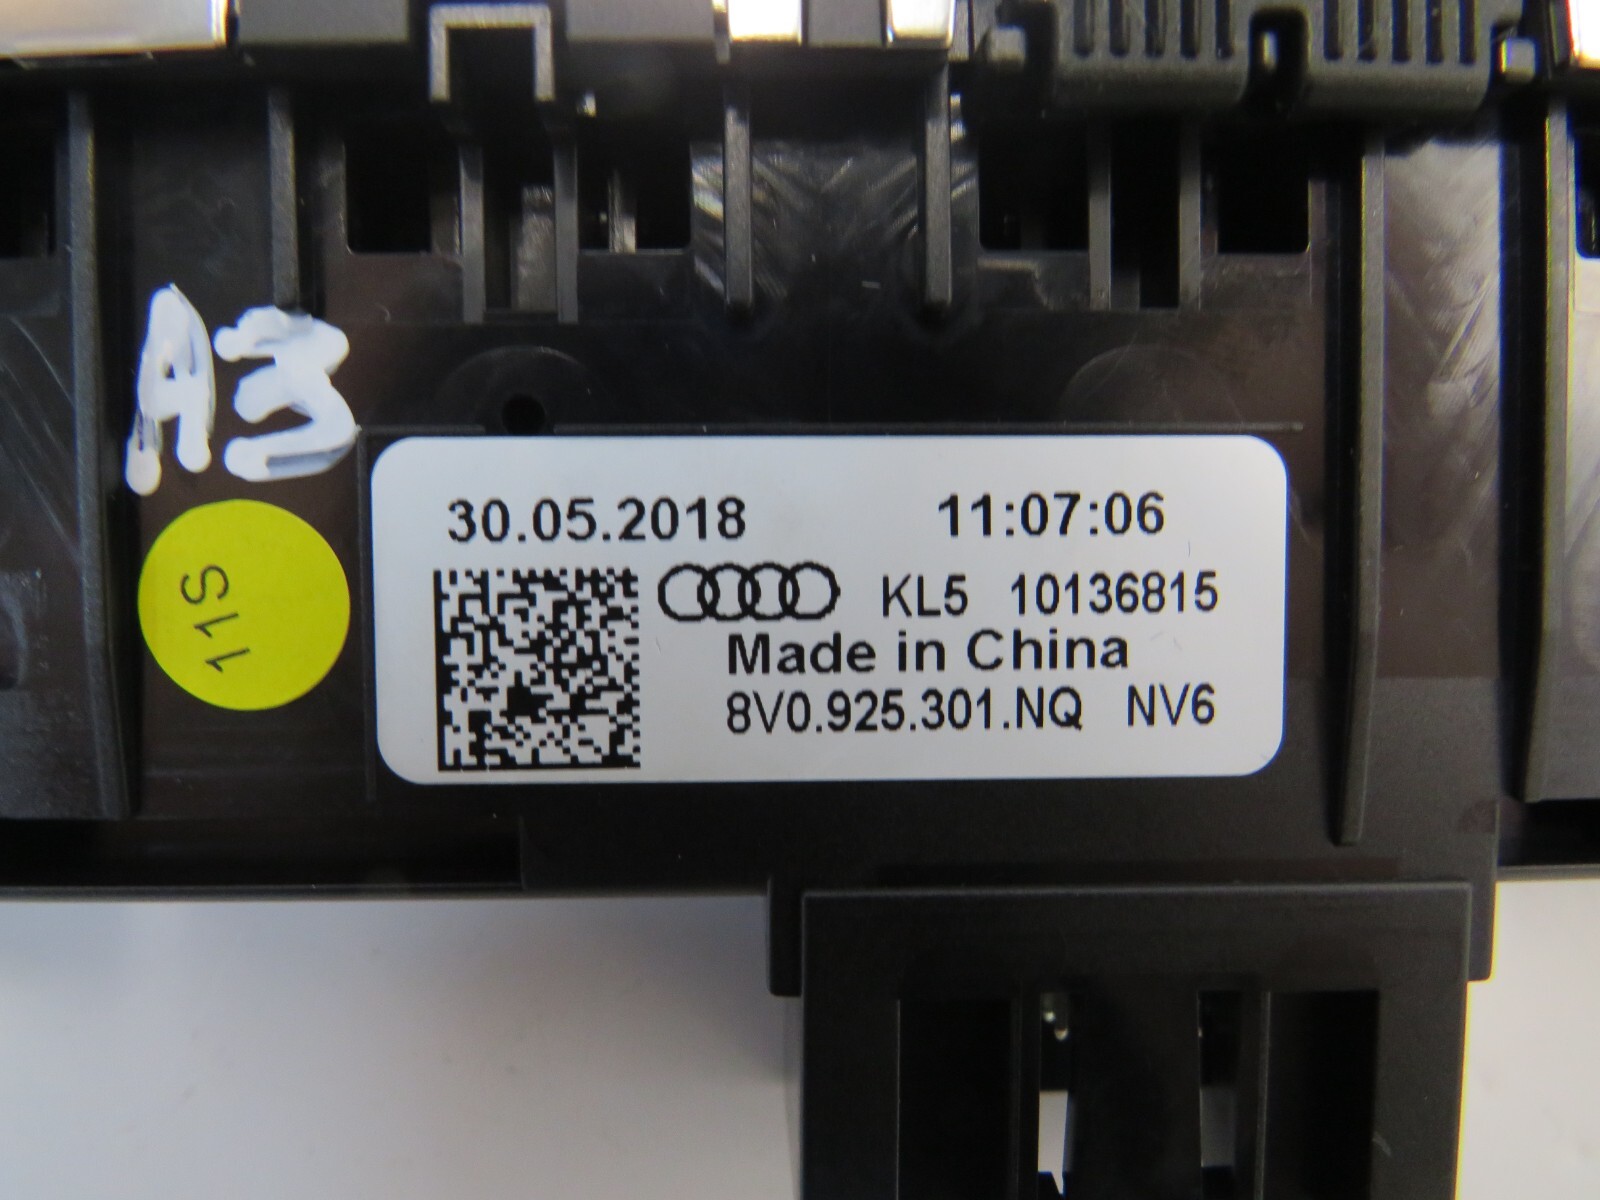 A3
11S
30.05.2018 11:07:06
KL5 10136815
Made in China
8V0.925.301.NQ NV6